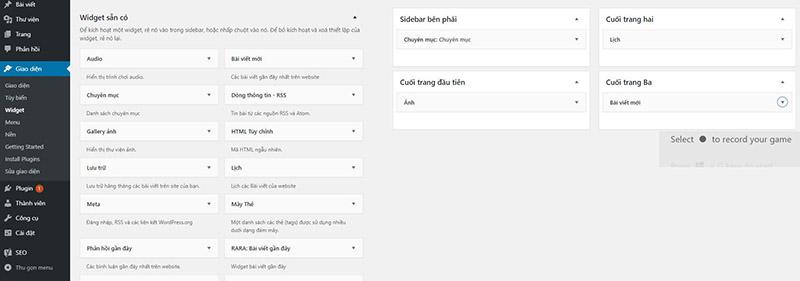 Bài viết
Thư viện
Trang
Phản hồi
Giao diện
Giao diện
Tùy biến
Widget
Menu
Nền
Getting Started
Install Plugins
Sửa giao diện
Plugin 1
Thành viên
Công cụ
Cài đặt
SEO
Thu gọn menu
Widget sẵn có
Để kích hoạt một widget, rê nó vào trong sidebar, hoặc nhấp chuột vào nó. Để bỏ kích hoạt và xoá thiết lập của
widget, rê nó lại.
Audio
Hiển thị trình chơi audio.
Bài viết mới
Các bài viết gần đây nhất trên website
Chuyên mục
Danh sách chuyên mục
Dòng thông tin - RSS
Tin bài từ các nguồn RSS và Atom.
Gallery ảnh
Hiển thị thư viện ảnh.
HTML Tùy chỉnh
Mã HTML ngẫu nhiên.
Lưu trữ
Lưu trữ hàng tháng các bài viết trên site của bạn.
Lịch
Lịch các Bài viết của website
Meta
Đăng nhập, RSS và các liên kết WordPress.org
Mây Thẻ
Một danh sách các thẻ (tags) được sử dụng nhiều
dưới dạng đám mây.
Phản hồi gần đây
Các bình luận gần đây nhất trên website.
RARA: Bài viết gần đây
Widget bài viết gần đây
Sidebar bên phải
Chuyên mục: Chuyên mục
Cuối trang hai
Lịch
Cuối trang đầu tiên
Ảnh
Cuối trang Ba
Bài viết mới
Select ● to record your game